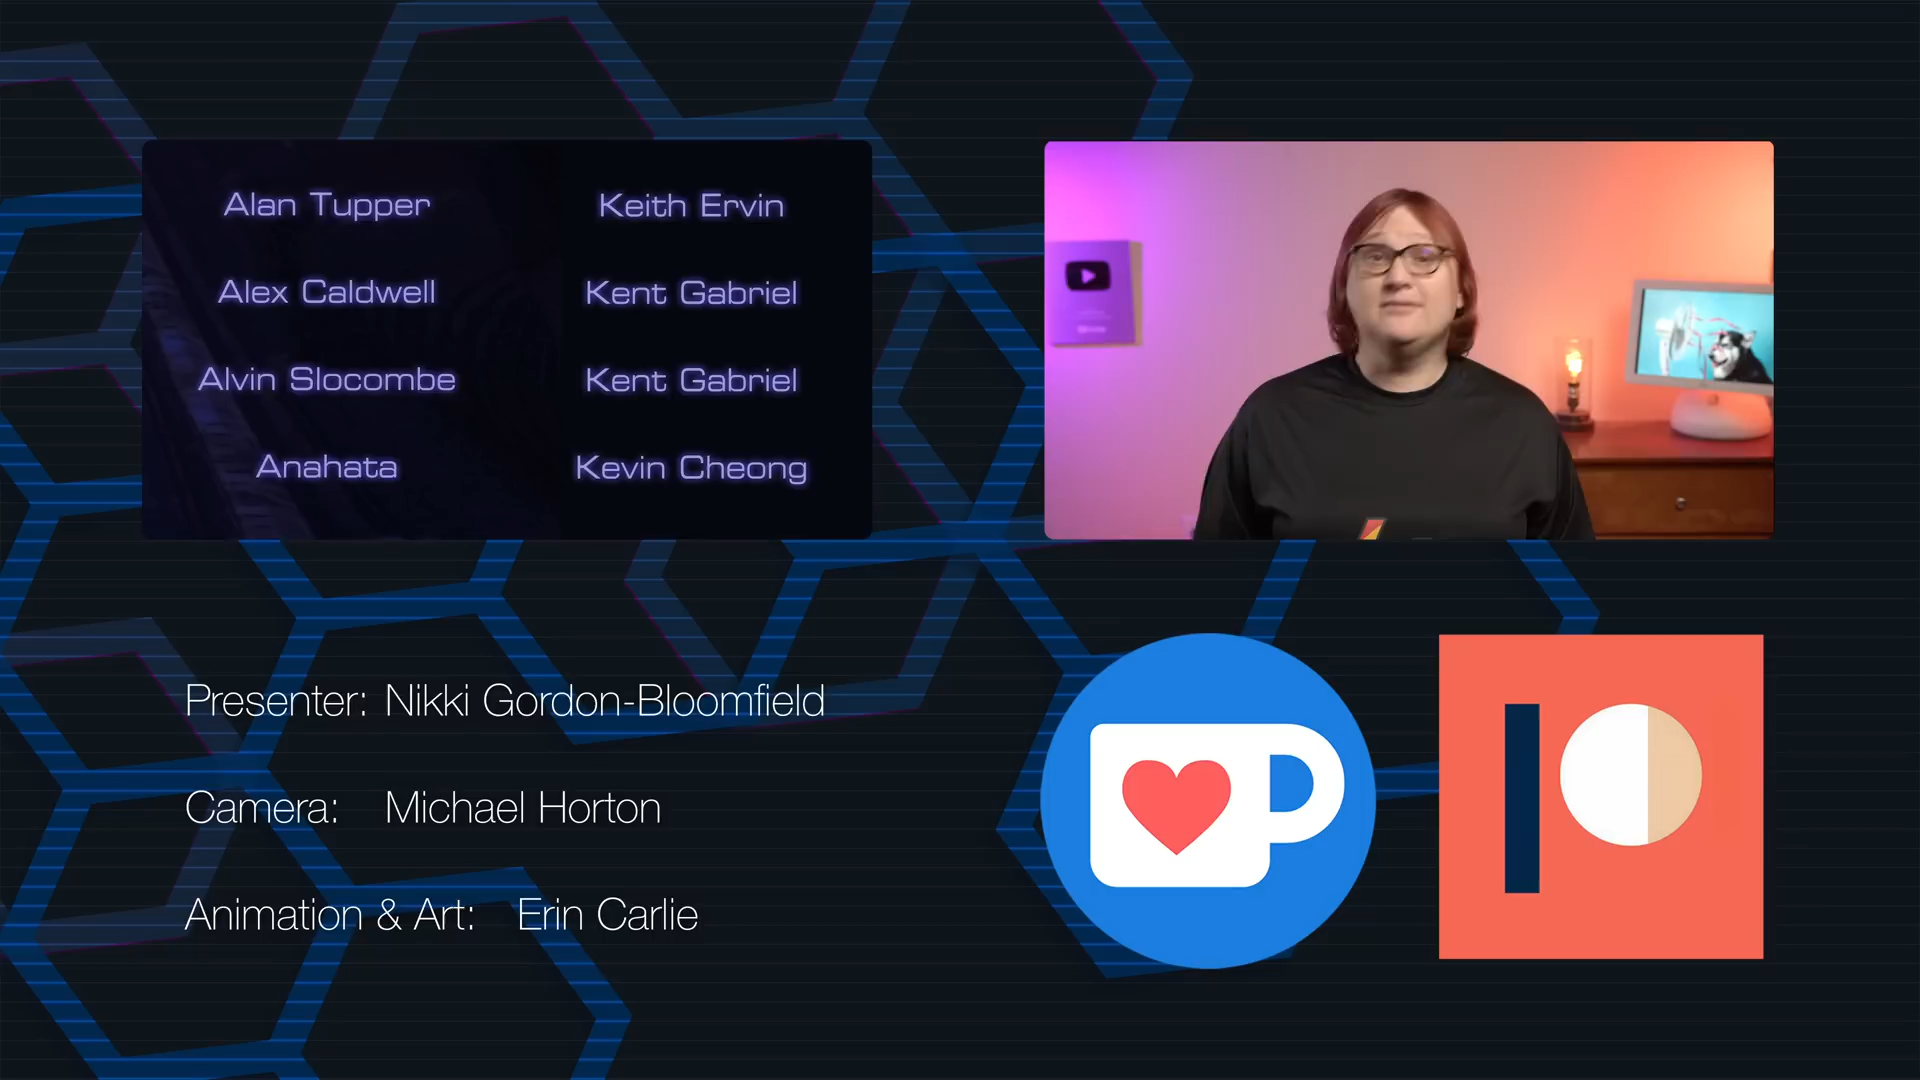 Alan Tupper
Keith Ervin
Alex Caldwell
Kent Gabriel
Alvin Slocombe
Kent Gabriel
Anahata
Kevin Cheong
Presenter: Nikki Gordon-Bloomfield
Camera: Michael Horton
Animation & Art: Erin Carlie